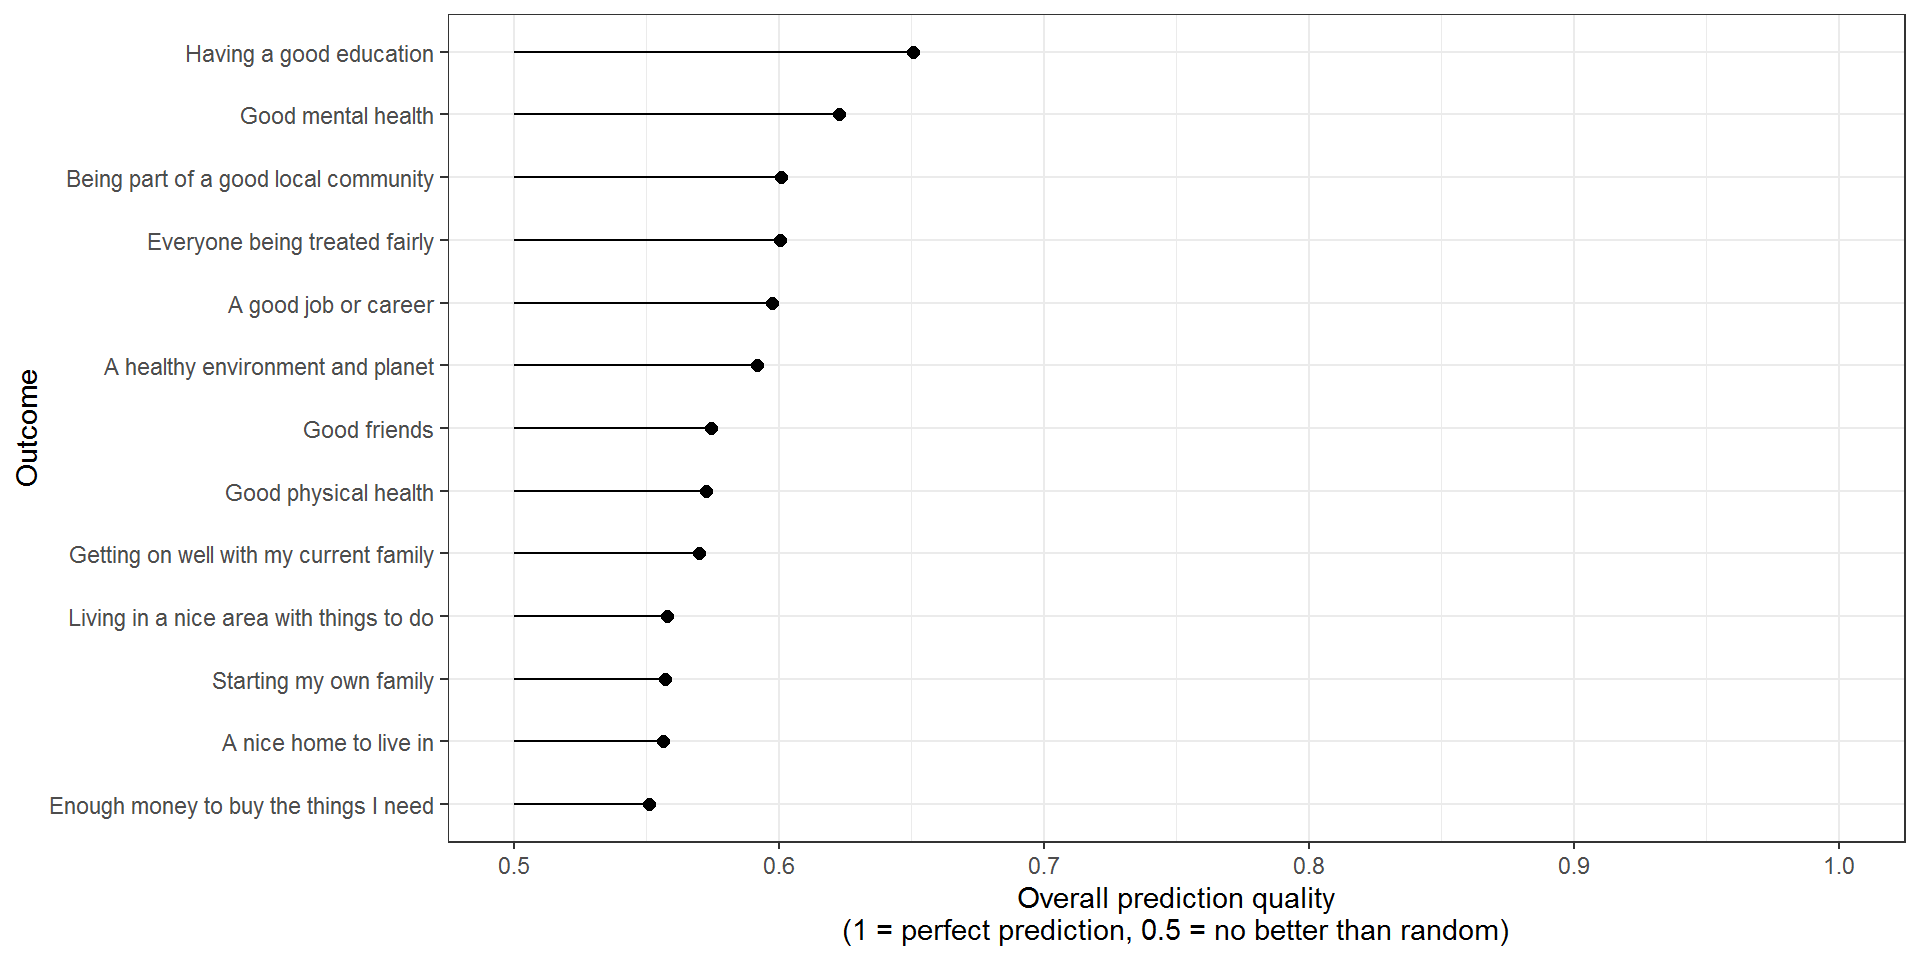 Having a good education
Good mental health
Being part of a good local community
Everyone being treated fairly
A good job or career
A healthy environment and planet
Good friends
Good physical health
Getting on well with my current family
Living in a nice area with things to do
Starting my own family
A nice home to live in
Enough money to buy the things I need
Outcome
0.5 0.6 0.7 0.8 0.9 1.0
Overall prediction quality
(1 = perfect prediction, 0.5 = no better than random)